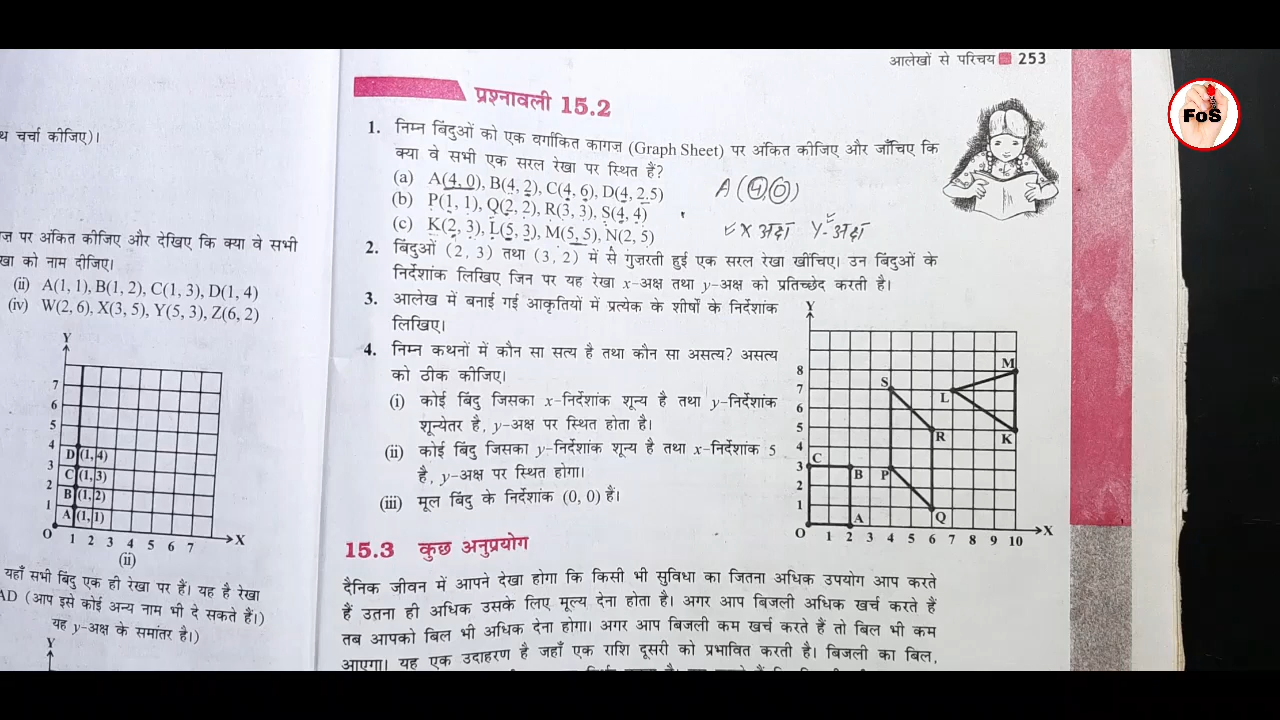 आलेखों से परिचय 253
FoS
चर्चा कीजिए)।
पर अंकित कीजिए और देखिए कि क्या वे सभी
को नाम दीजिए।
(ii) A(1, 1), B(1, 2), C(1, 3), D(1, 4)
(iv) W(2, 6), X(3, 5), Y(5, 3), Z(6, 2)
Y
7
6
5
4
3
2
1
D (1,4)
C (1,3)
B (1,2)
A (1,1)
O 1 2 3 4 5 6 7 X
(ii)
यहाँ सभी बिंदु एक ही रेखा पर हैं। यह है रेखा
AD (आप इसे कोई अन्य नाम भी दे सकते हैं।)
यह y-अक्ष के समांतर है।)
Y
प्रश्नावली 15.2
1. निम्न बिंदुओं को एक वर्गांकित कागज़ (Graph Sheet) पर अंकित कीजिए और जाँचिए कि
क्या वे सभी एक सरल रेखा पर स्थित हैं?
(a) A(4, 0), B(4, 2), C(4, 6), D(4, 2.5)
A (4, 0)
(b) P(1, 1), Q(2, 2), R(3, 3), S(4, 4)
(c) K(2, 3), L(5, 3), M(5, 5), N(2, 5)
x अक्ष Y-अक्ष
2. बिंदुओं (2, 3) तथा (3, 2) में से गुजरती हुई एक सरल रेखा खींचिए। उन बिंदुओं के
निर्देशांक लिखिए जिन पर यह रेखा x-अक्ष तथा y-अक्ष को प्रतिच्छेद करती है।
3. आलेख में बनाई गई आकृतियों में प्रत्येक के शीर्षों के निर्देशांक
लिखिए।
4. निम्न कथनों में कौन सा सत्य है तथा कौन सा असत्य? असत्य
को ठीक कीजिए।
(i) कोई बिंदु जिसका x-निर्देशांक शून्य है तथा y-निर्देशांक
शून्येतर है, y-अक्ष पर स्थित होता है।
(ii) कोई बिंदु जिसका y-निर्देशांक शून्य है तथा x-निर्देशांक 5
है, y-अक्ष पर स्थित होगा।
(iii) मूल बिंदु के निर्देशांक (0, 0) हैं।
Y
8
7
6
5
4
3
2
1
M
S
L
R
K
C
B
P
A
Q
O 1 2 3 4 5 6 7 8 9 10 X
15.3 कुछ अनुप्रयोग
दैनिक जीवन में आपने देखा होगा कि किसी भी सुविधा का जितना अधिक उपयोग आप करते
हैं उतना ही अधिक उसके लिए मूल्य देना होता है। अगर आप बिजली अधिक खर्च करते हैं
तब आपको बिल भी अधिक देना होगा। अगर आप बिजली कम खर्च करते हैं तो बिल भी कम
आएगा। यह एक उदाहरण है जहाँ एक राशि दूसरी को प्रभावित करती है। बिजली का बिल,